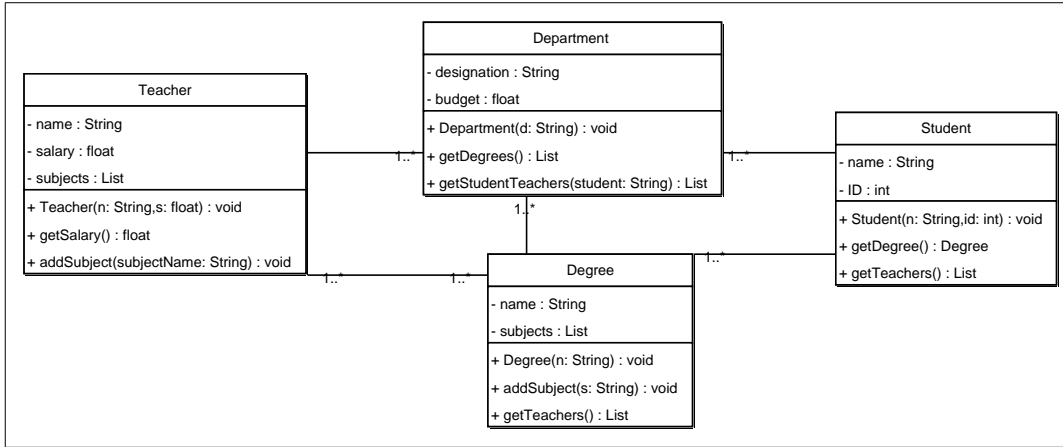 Department
- designation : String
- budget : float
+ Department(d: String) : void
+ getDegrees() : List
+ getStudentTeachers(student: String) : List
Teacher
- name : String
- salary : float
- subjects : List
+ Teacher(n: String,s: float) : void
+ getSalary() : float
+ addSubject(subjectName: String) : void
Student
- name : String
- ID : int
+ Student(n: String,id: int) : void
+ getDegree() : Degree
+ getTeachers() : List
1..*
1..*
1..*
1..*
1..*
1..*
Degree
- name : String
- subjects : List
+ Degree(n: String) : void
+ addSubject(s: String) : void
+ getTeachers() : List